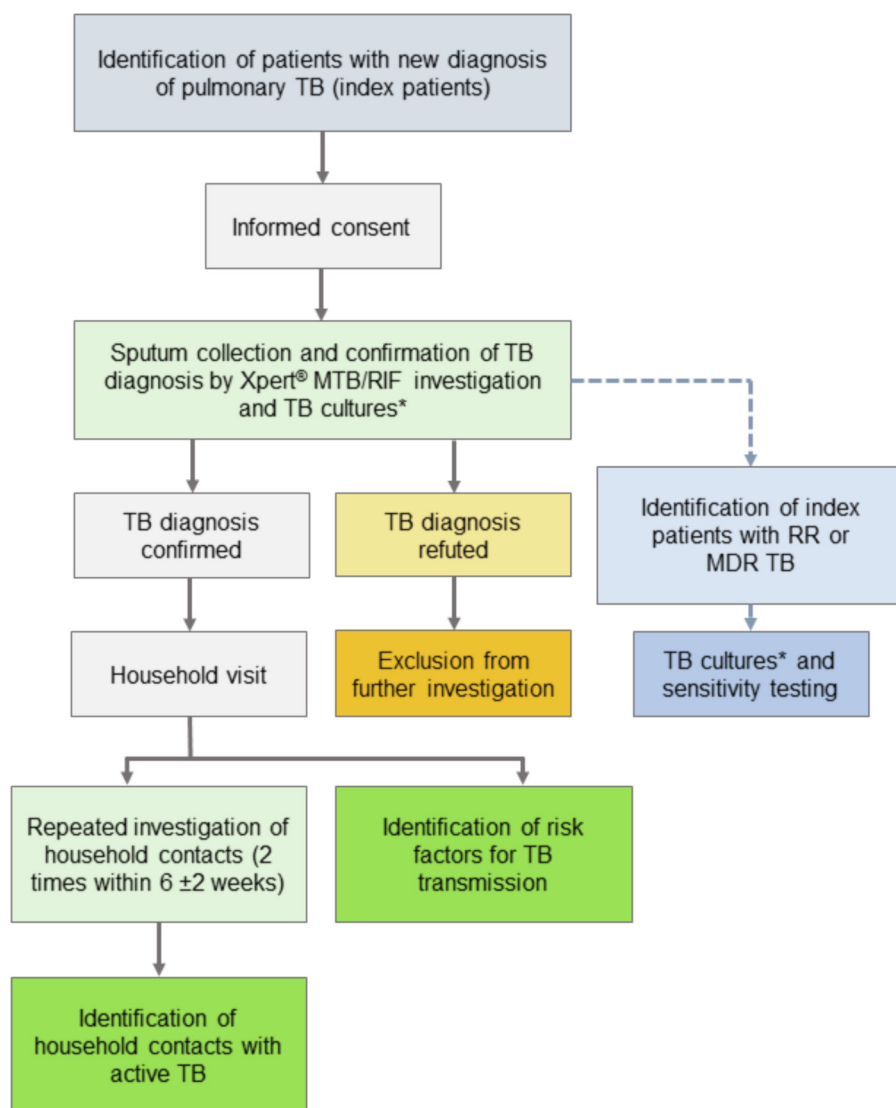 Identification of patients with new diagnosis
of pulmonary TB (index patients)
Informed consent
Sputum collection and confirmation of TB
diagnosis by Xpert® MTB/RIF investigation
and TB cultures*
TB diagnosis
confirmed
TB diagnosis
refuted
Identification of index
patients with RR or
MDR TB
Household visit
Exclusion from
further investigation
TB cultures* and
sensitivity testing
Repeated investigation of
household contacts (2
times within 6 ±2 weeks)
Identification of risk
factors for TB
transmission
Identification of
household contacts with
active TB